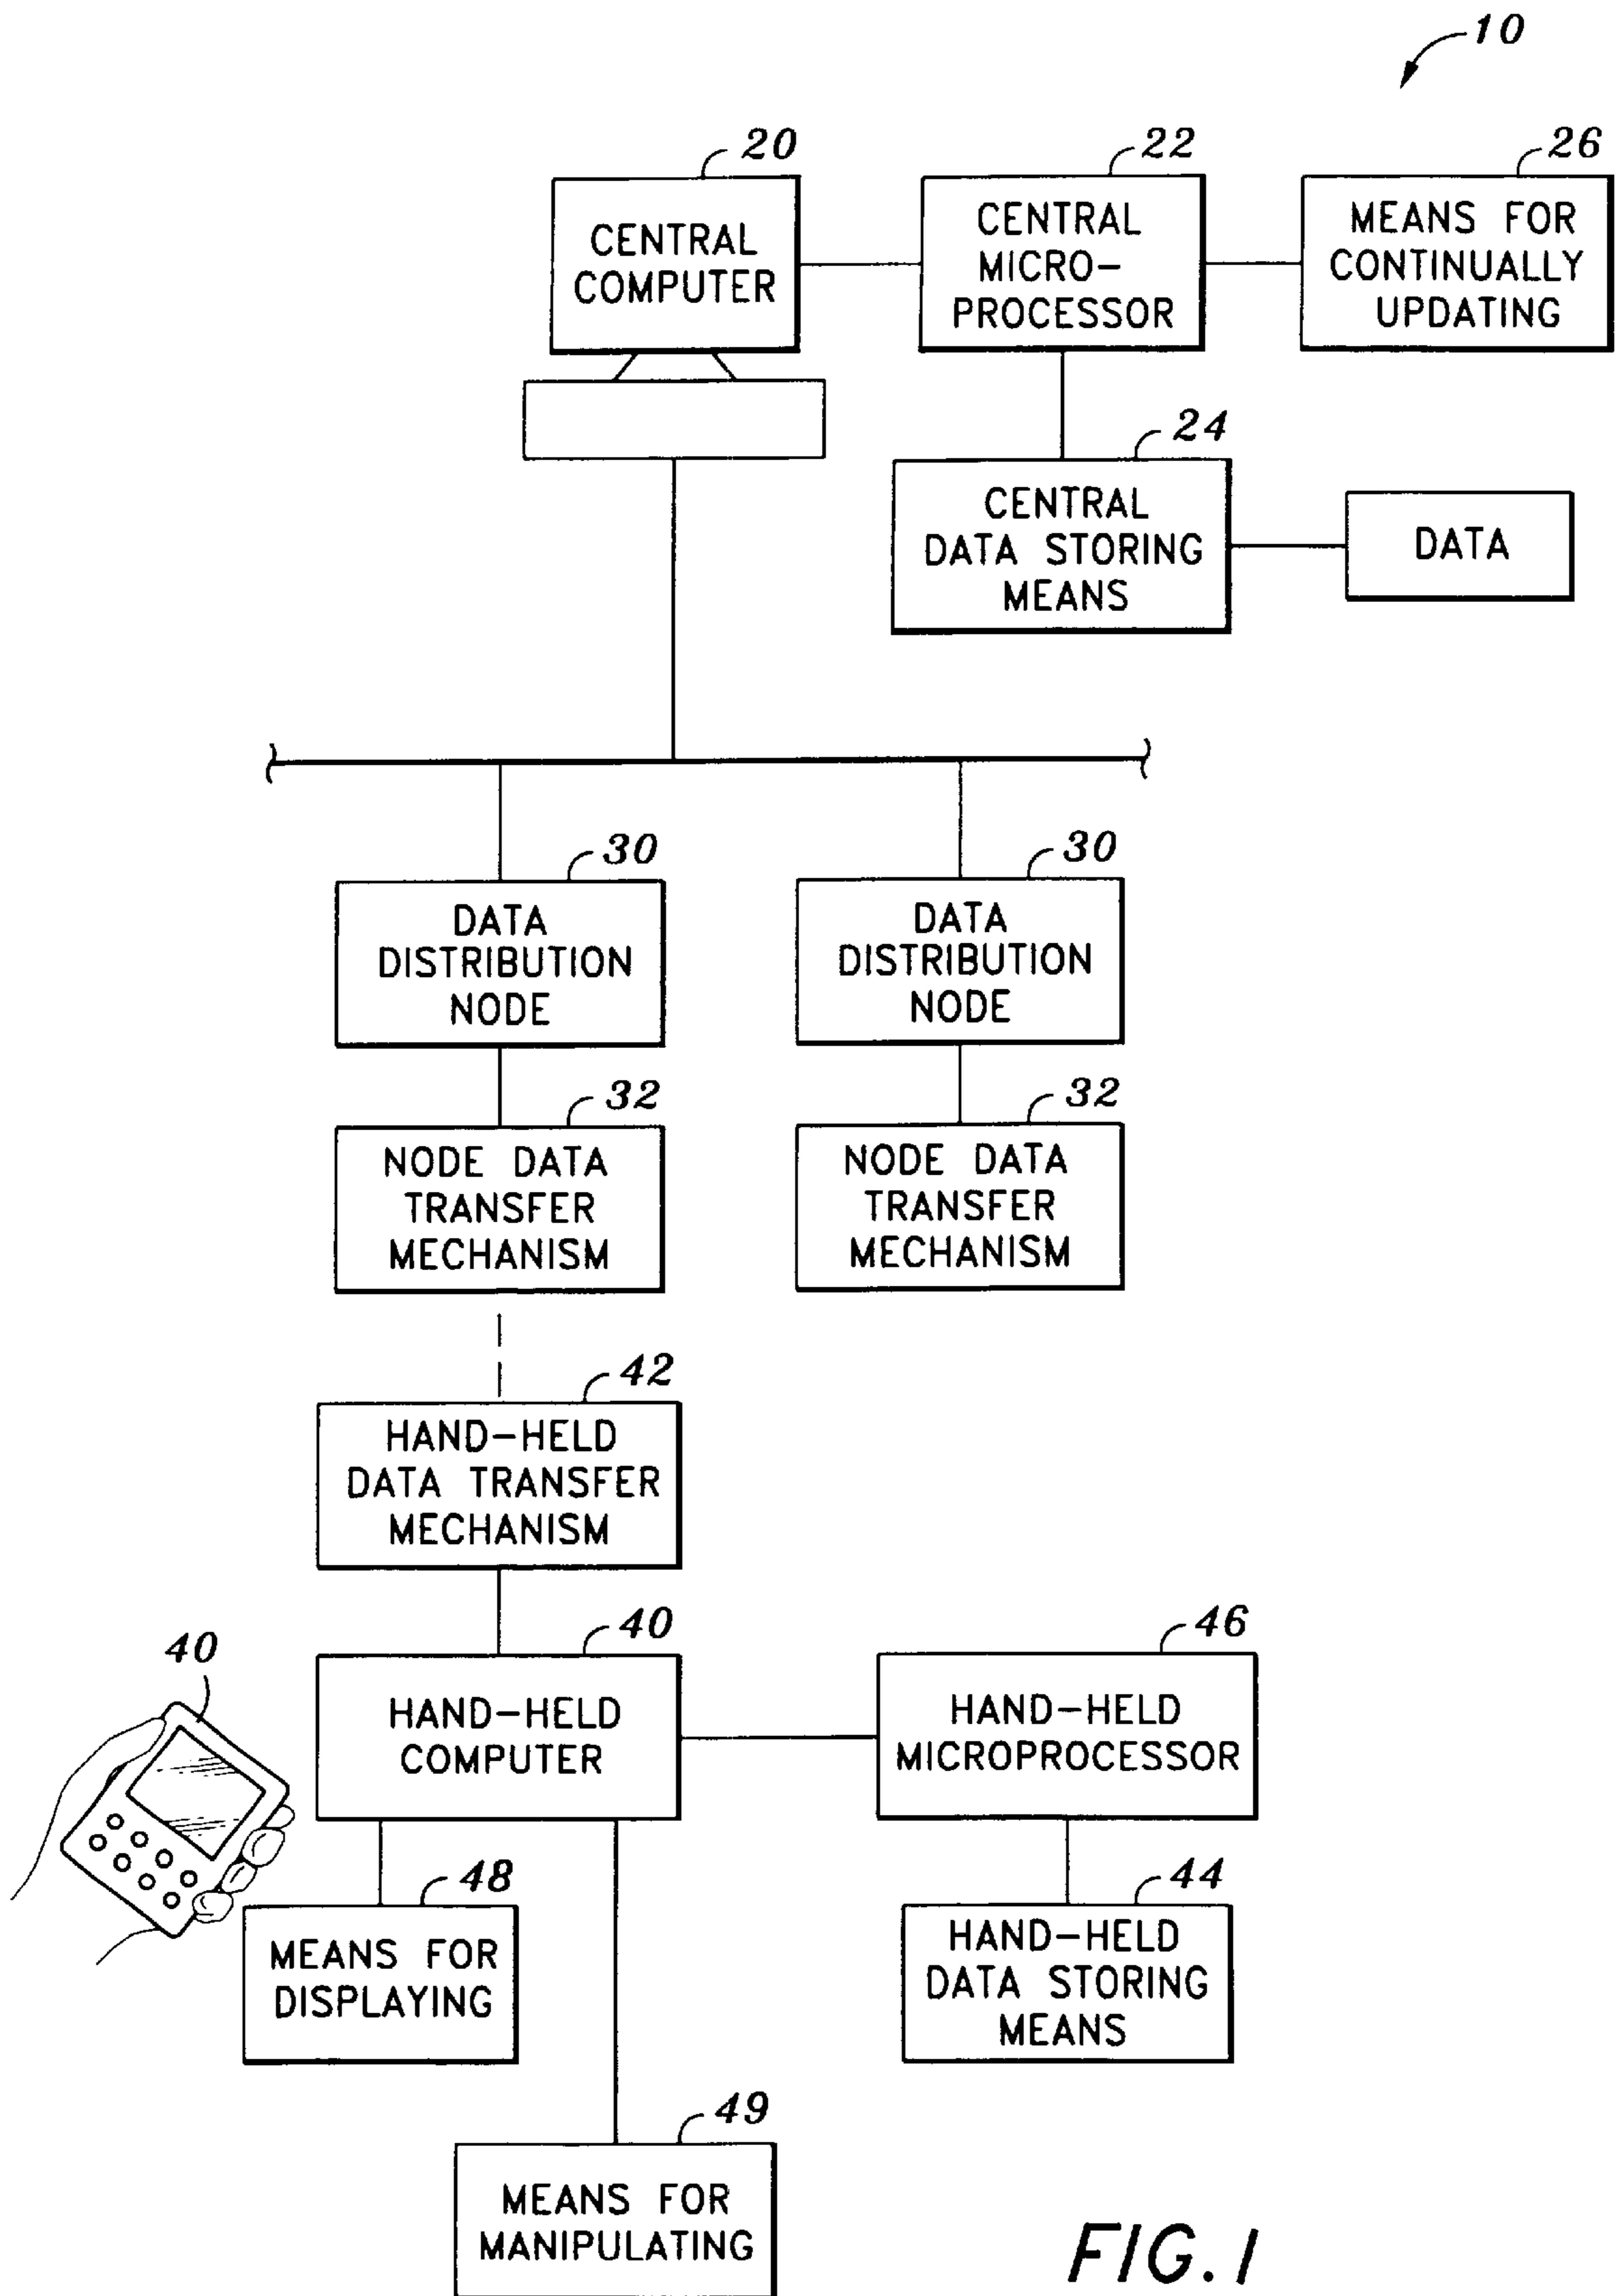 10
20
22
26
CENTRAL
COMPUTER
CENTRAL
MICRO-
PROCESSOR
MEANS FOR
CONTINUALLY
UPDATING
24
CENTRAL
DATA STORING
MEANS
DATA
30
30
DATA
DISTRIBUTION
NODE
DATA
DISTRIBUTION
NODE
32
32
NODE DATA
TRANSFER
MECHANISM
NODE DATA
TRANSFER
MECHANISM
42
HAND-HELD
DATA TRANSFER
MECHANISM
40
40
46
HAND-HELD
COMPUTER
HAND-HELD
MICROPROCESSOR
48
44
MEANS FOR
DISPLAYING
HAND-HELD
DATA STORING
MEANS
49
MEANS FOR
MANIPULATING
FIG. 1